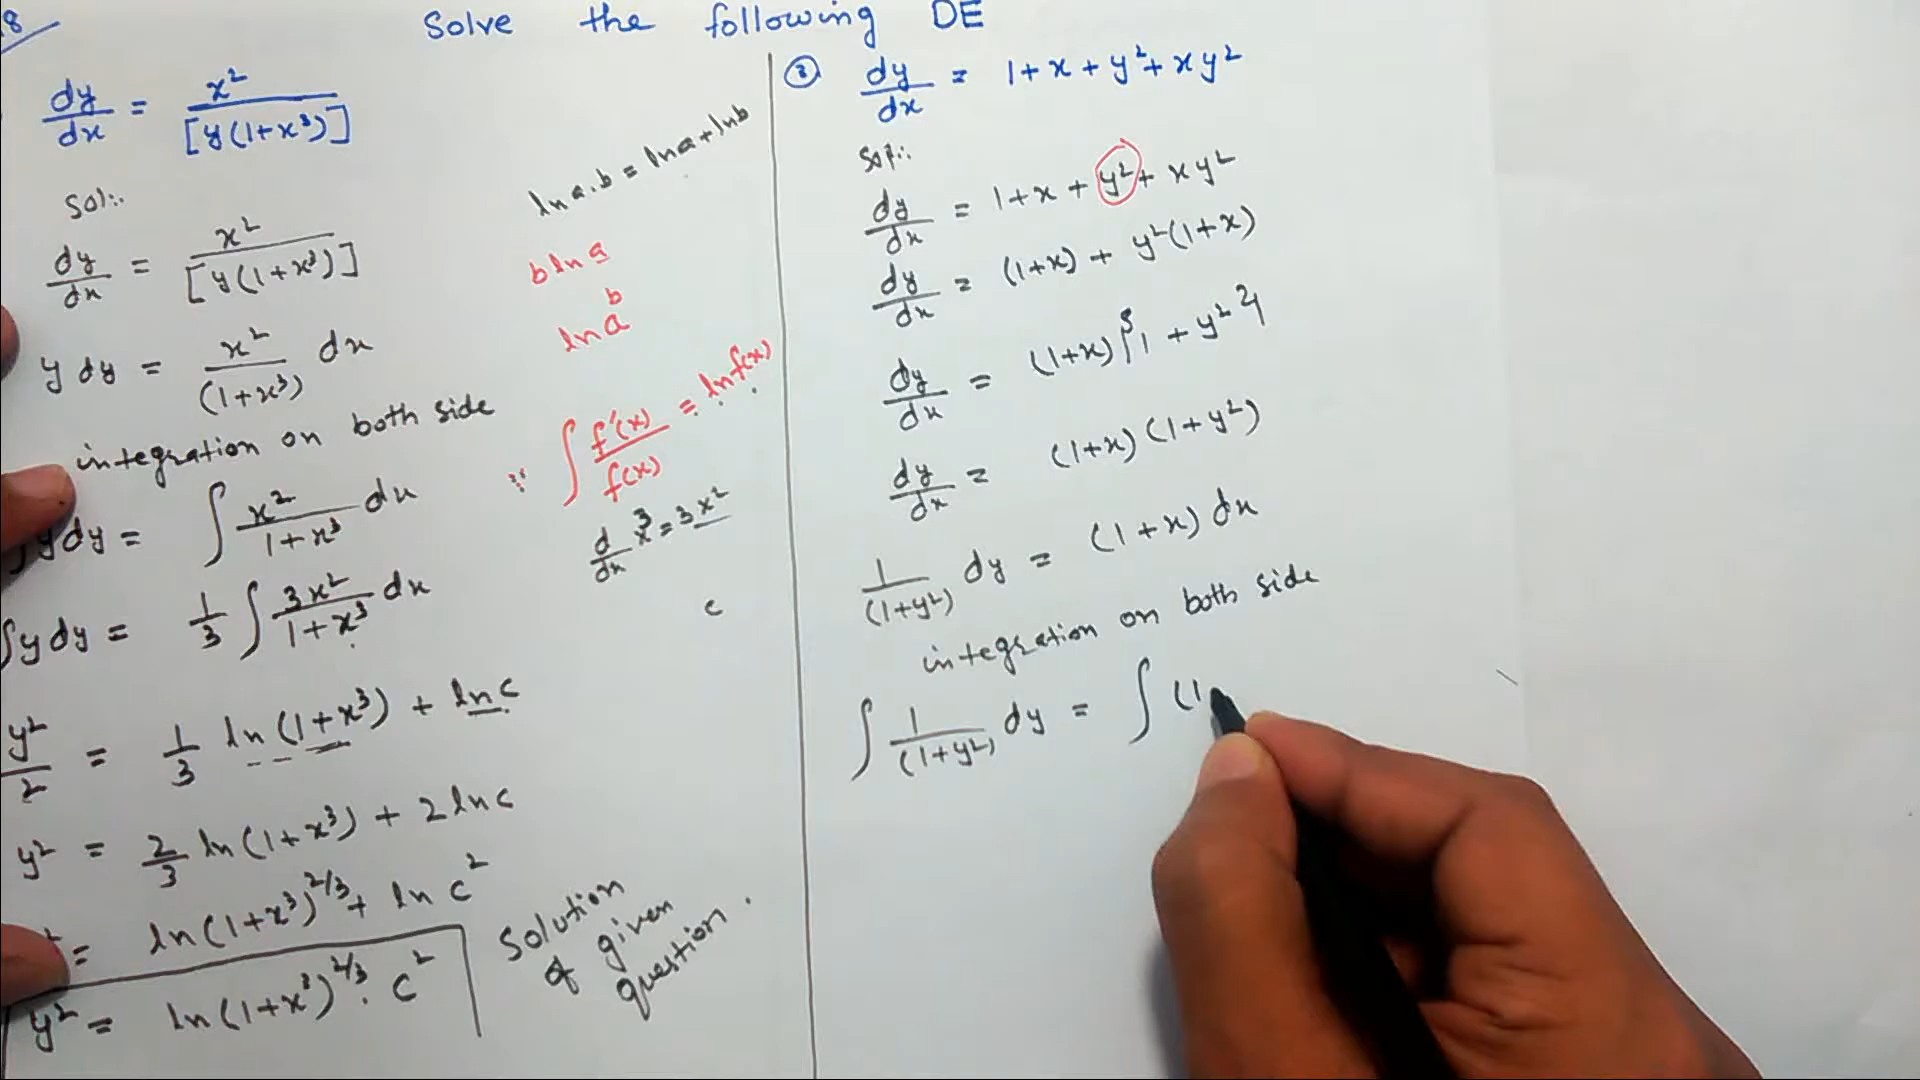 8
Solve the following DE
dy/dx = x²/[y(1+x³)]
Sol:.
dy/dx = x²/[y(1+x³)]
y dy = x²/(1+x³) dx
integration on both side
∫y dy = ∫ x²/(1+x³) dx
∫y dy = 1/3 ∫ 3x²/(1+x³) dx
y²/2 = 1/3 ln(1+x³) + ln c
y² = 2/3 ln(1+x³) + 2 ln c
² = ln(1+x³)^(2/3) + ln c²
y² = ln(1+x³)^(2/3) . c²
Solution
of given
question.
ln a.b = ln a + ln b
b ln a
ln a^b
∵ ∫ f'(x)/f(x) = ln f(x)
d/dx x³ = 3x²
c
② dy/dx = 1+x+y²+xy²
Sol:.
dy/dx = 1+x+y²+xy²
dy/dx = (1+x) + y²(1+x)
dy/dx = (1+x){1+y²}
dy/dx = (1+x)(1+y²)
1/(1+y²) dy = (1+x) dx
integration on both side
∫ 1/(1+y²) dy = ∫ (1